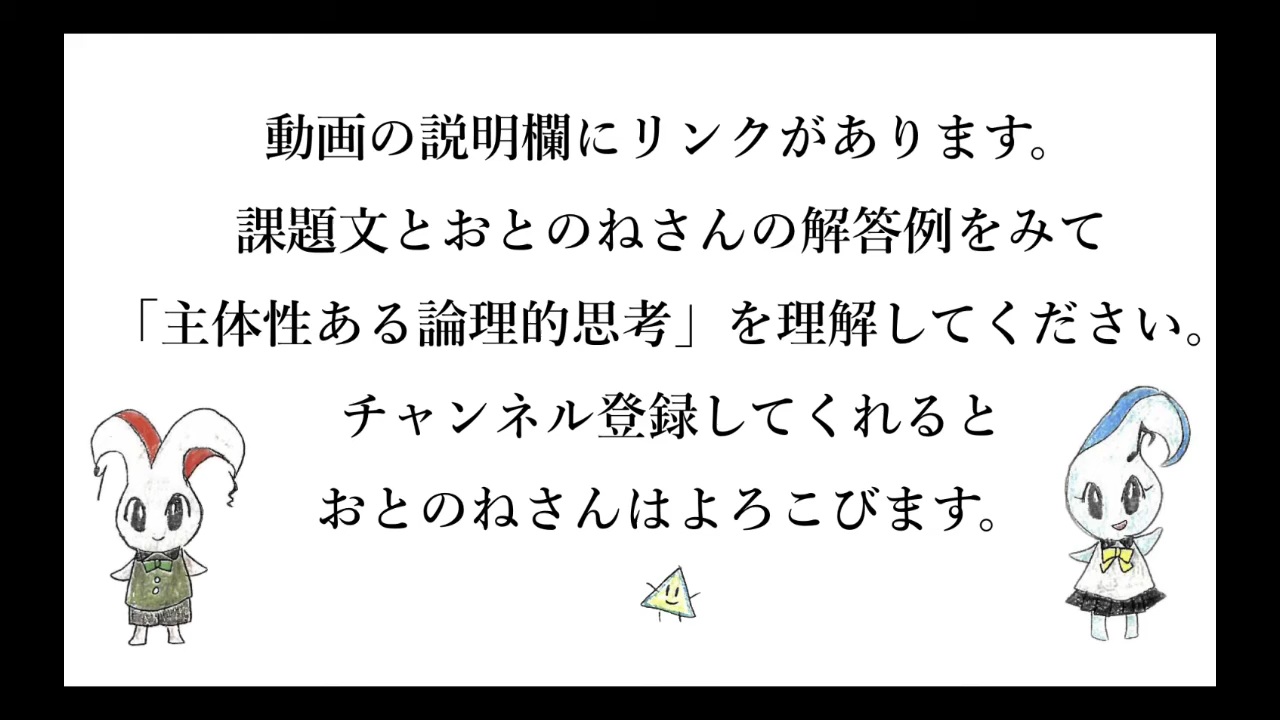 動画の説明欄にリンクがあります。
課題文とおとのねさんの解答例をみて
「主体性ある論理的思考」を理解してください。
チャンネル登録してくれると
おとのねさんはよろこびます。